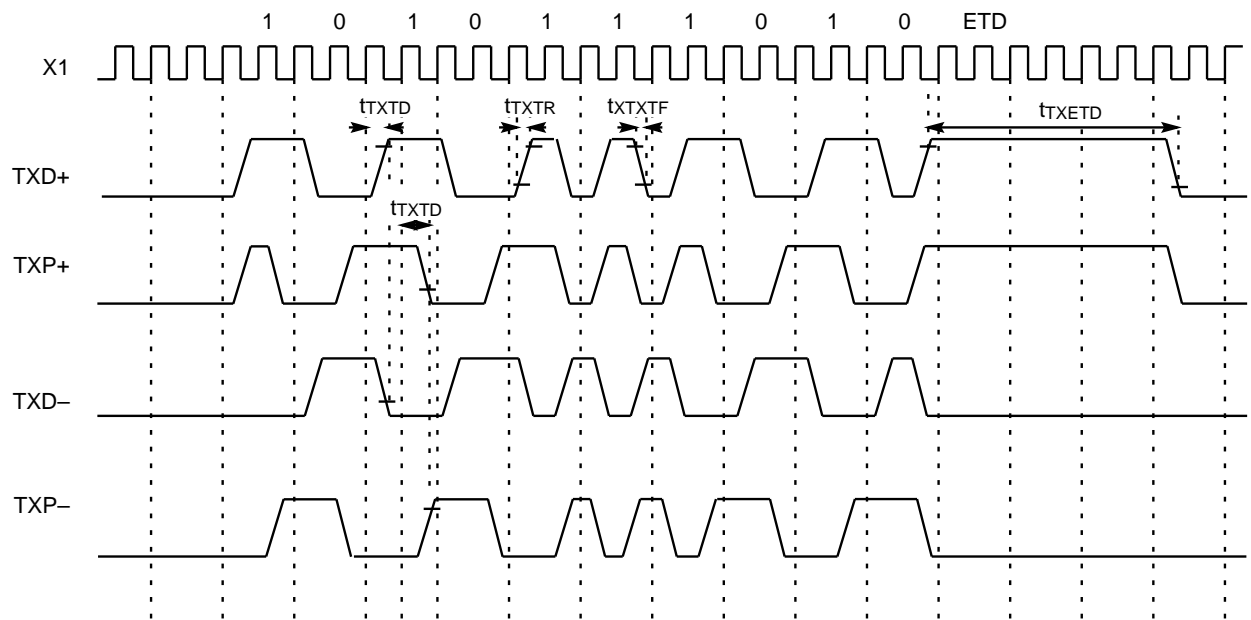 1 0 1 0 1 1 1 0 1 0 ETD
X1
tTXTD tTXTR tXTXTF tTXETD
TXD+
tTXTD
TXP+
TXD–
TXP–